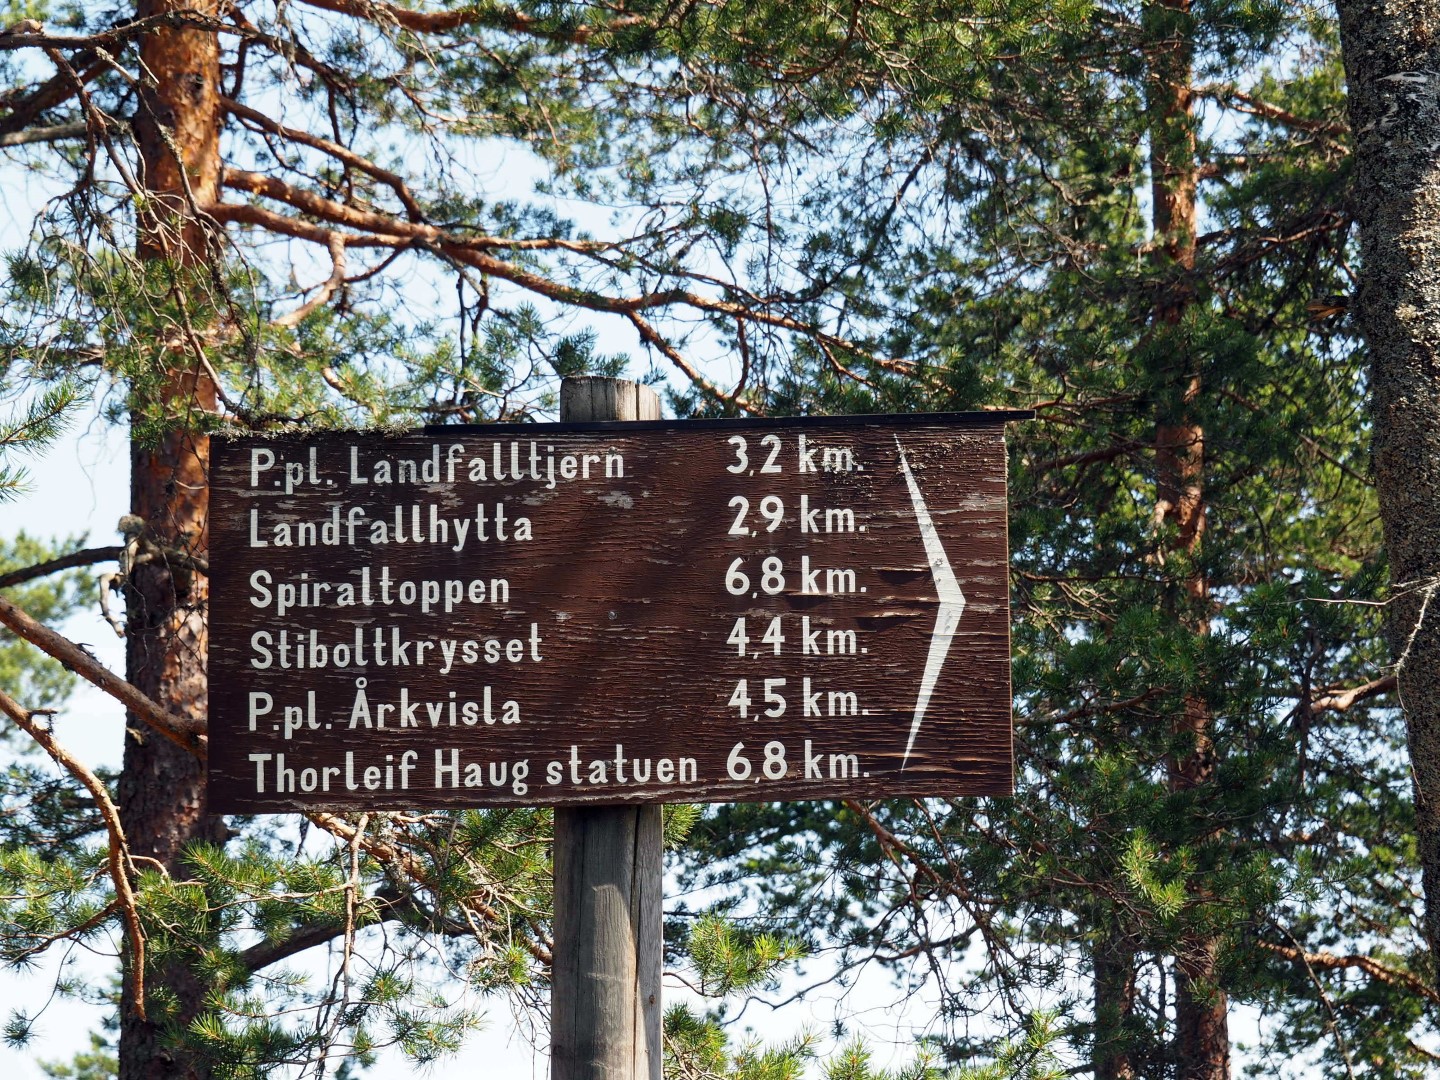 P.pl. Landfalltjern 3,2 km.
Landfallhytta 2,9 km.
Spiraltoppen 6,8 km.
Stiboltkrysset 4,4 km.
P.pl. Årkvisla 4,5 km.
Thorleif Haug statuen 6,8 km.